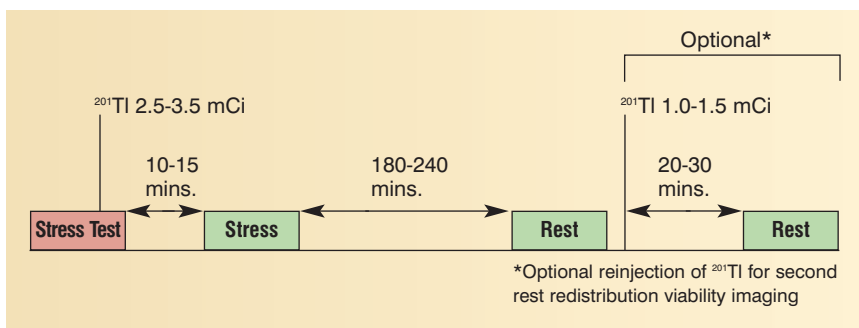 Optional*
²⁰¹Tl 2.5-3.5 mCi
²⁰¹Tl 1.0-1.5 mCi
10-15
mins.
180-240
mins.
20-30
mins.
Stress Test
Stress
Rest
Rest
*Optional reinjection of ²⁰¹Tl for second
rest redistribution viability imaging